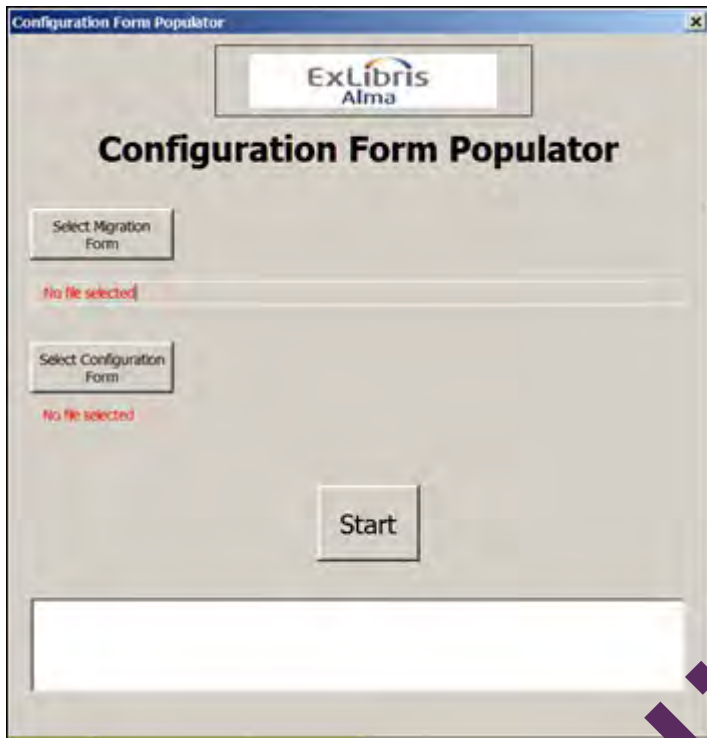 Configuration Form Populator
ExLibris
Alma
Configuration Form Populator
Select Migration
Form
No file selected
Select Configuration
Form
No file selected
Start